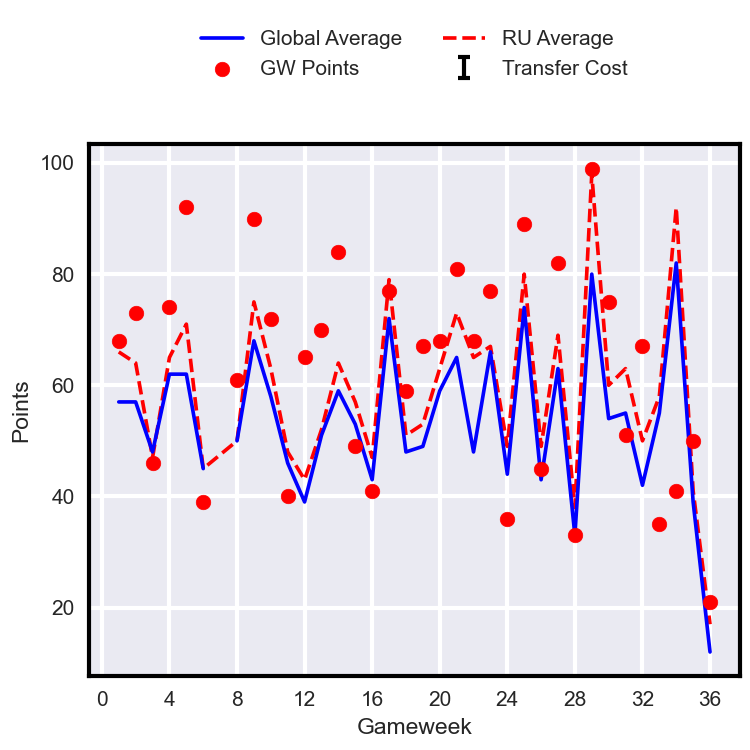 Global Average RU Average
GW Points Transfer Cost
100
80
60
40
20
Points
0 4 8 12 16 20 24 28 32 36
Gameweek